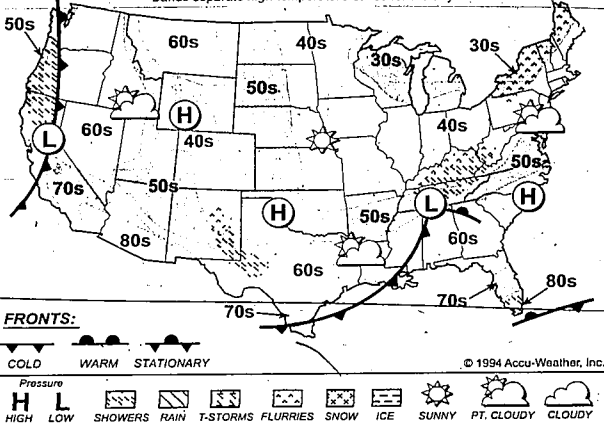 50s
60s
40s
30s
30s
50s
H
40s
60s
40s
L
50s
70s
50s
H
50s
L
H
80s
60s
60s
70s
70s
80s
FRONTS:
COLD WARM STATIONARY
© 1994 Accu-Weather, Inc.
Pressure
H L
HIGH LOW SHOWERS RAIN T-STORMS FLURRIES SNOW ICE SUNNY PT. CLOUDY CLOUDY